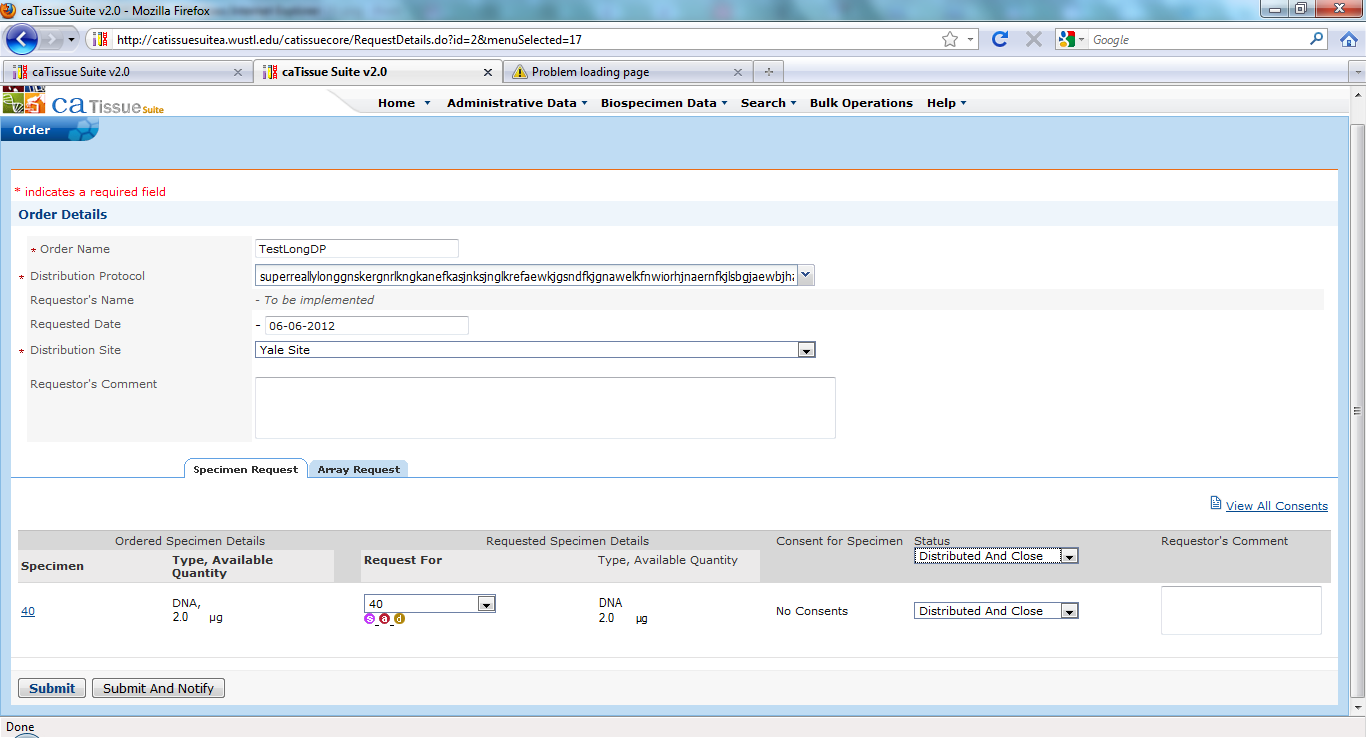 caTissue Suite v2.0 - Mozilla Firefox
http://catissuesuitea.wustl.edu/catissuecore/RequestDetails.do?id=2&menuSelected=17
Google
caTissue Suite v2.0
caTissue Suite v2.0
Problem loading page
ca Tissue Suite
Home Administrative Data Biospecimen Data Search Bulk Operations Help
Order
* indicates a required field
Order Details
* Order Name TestLongDP
* Distribution Protocol
Requestor's Name - To be implemented
Requested Date - 06-06-2012
* Distribution Site Yale Site
Requestor's Comment
Specimen Request Array Request
View All Consents
Ordered Specimen Details Requested Specimen Details Consent for Specimen Status Requestor's Comment
Distributed And Close
Specimen Type, Available Quantity Request For Type, Available Quantity
40 DNA, 40 DNA No Consents Distributed And Close
2.0 µg s a d 2.0 µg
Submit Submit And Notify
Done